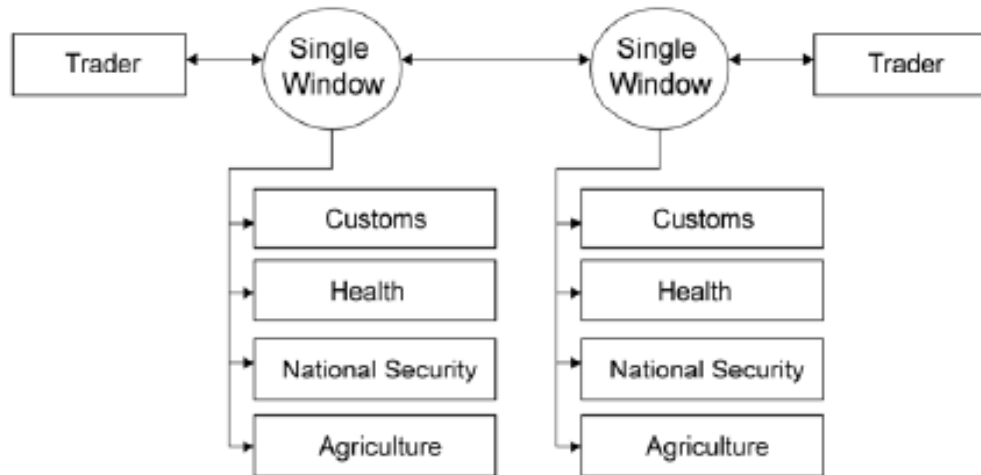 Trader
Single
Window
Single
Window
Trader
Customs
Health
National Security
Agriculture
Customs
Health
National Security
Agriculture